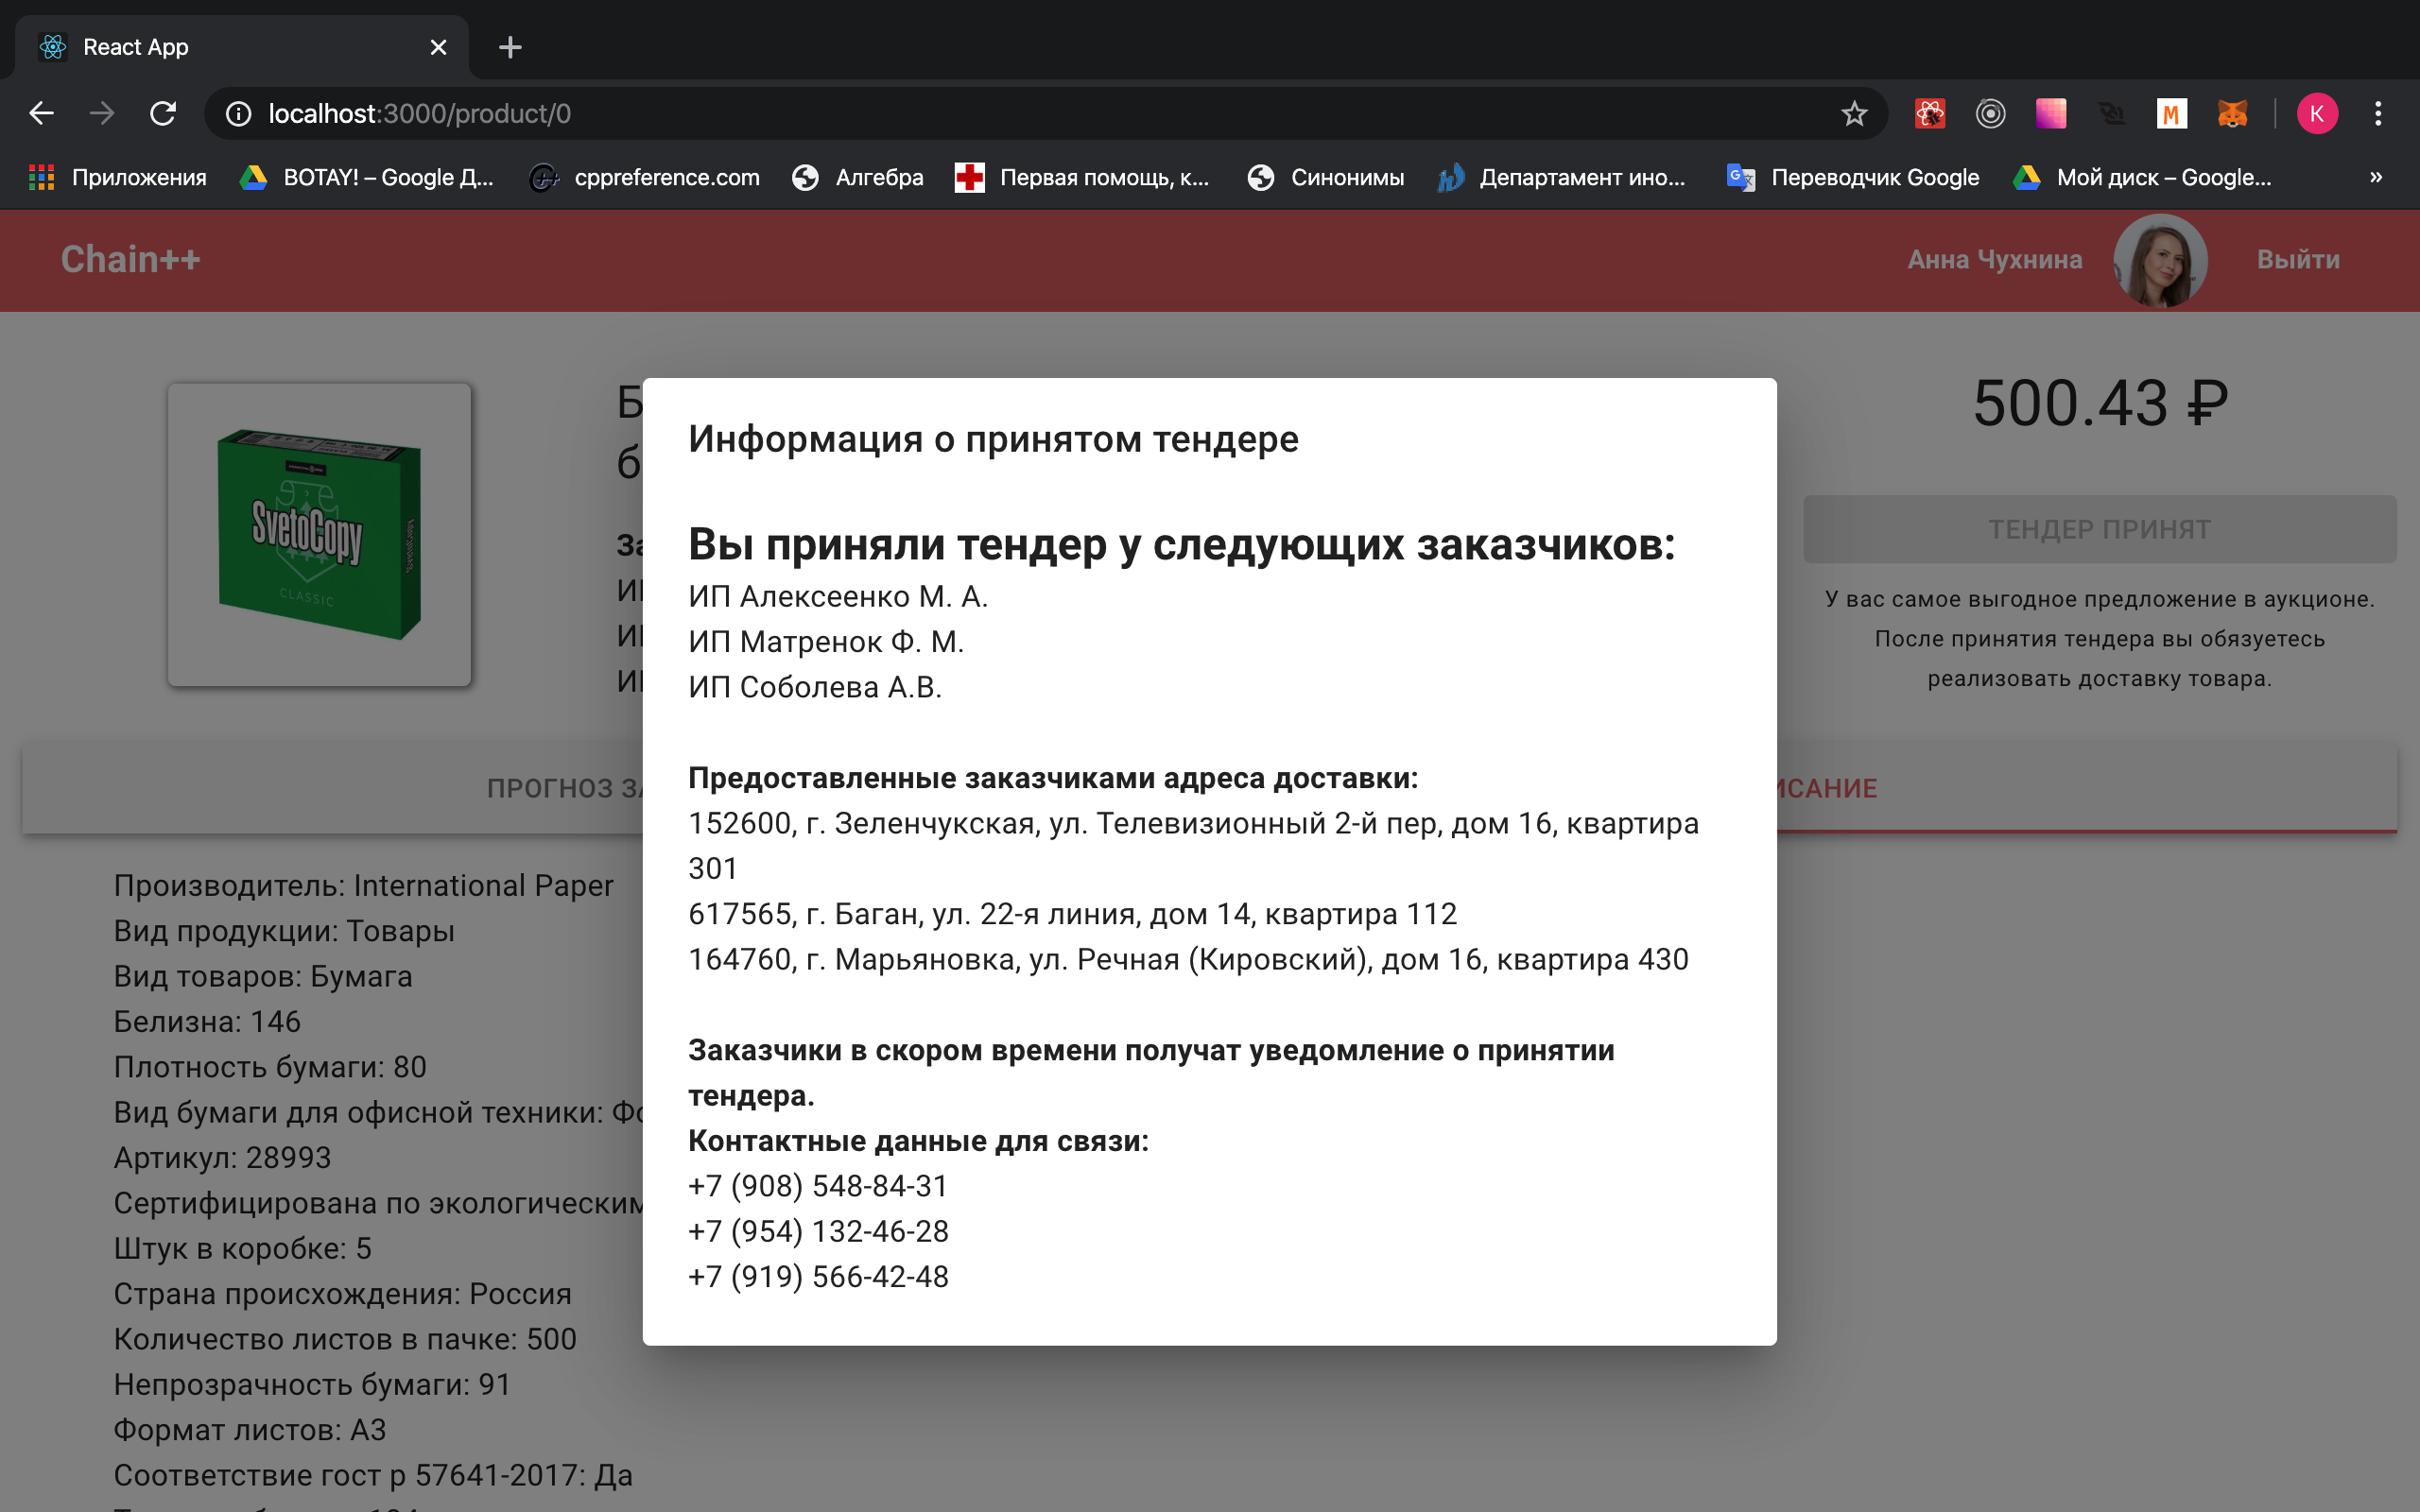 React App
localhost:3000/product/0
K
Приложения
BOTAY! – Google Д...
cppreference.com
Алгебра
Первая помощь, к...
Синонимы
Департамент ино...
Переводчик Google
Мой диск – Google...
»
Chain++
Анна Чухнина
Выйти
SvetoCopy
CLASSIC
500.43 ₽
ТЕНДЕР ПРИНЯТ
У вас самое выгодное предложение в аукционе.
После принятия тендера вы обязуетесь
реализовать доставку товара.
Информация о принятом тендере
Вы приняли тендер у следующих заказчиков:
ИП Алексеенко М. А.
ИП Матренок Ф. М.
ИП Соболева А.В.
Предоставленные заказчиками адреса доставки:
152600, г. Зеленчукская, ул. Телевизионный 2-й пер, дом 16, квартира
301
617565, г. Баган, ул. 22-я линия, дом 14, квартира 112
164760, г. Марьяновка, ул. Речная (Кировский), дом 16, квартира 430
Заказчики в скором времени получат уведомление о принятии
тендера.
Контактные данные для связи:
+7 (908) 548-84-31
+7 (954) 132-46-28
+7 (919) 566-42-48
ПРОГНОЗ ЗА
ИСАНИЕ
Производитель: International Paper
Вид продукции: Товары
Вид товаров: Бумага
Белизна: 146
Плотность бумаги: 80
Вид бумаги для офисной техники: Фо
Артикул: 28993
Сертифицирована по экологическим
Штук в коробке: 5
Страна происхождения: Россия
Количество листов в пачке: 500
Непрозрачность бумаги: 91
Формат листов: A3
Соответствие гост р 57641-2017: Да